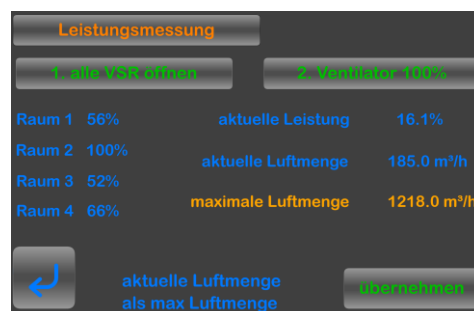 Leistungsmessung
1. alle VSR öffnen
2. Ventilator 100%
Raum 1 56%
aktuelle Leistung 16.1%
Raum 2 100%
aktuelle Luftmenge 185.0 m³/h
Raum 3 52%
maximale Luftmenge 1218.0 m³/h
Raum 4 66%
aktuelle Luftmenge
als max Luftmenge
übernehmen